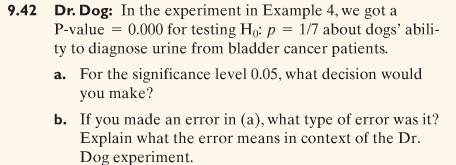 9.42 Dr. Dog: In the experiment in Example 4, we got a
P-value = 0.000 for testing H₀: p = 1/7 about dogs' abili-
ty to diagnose urine from bladder cancer patients.
a. For the significance level 0.05, what decision would
you make?
b. If you made an error in (a), what type of error was it?
Explain what the error means in context of the Dr.
Dog experiment.